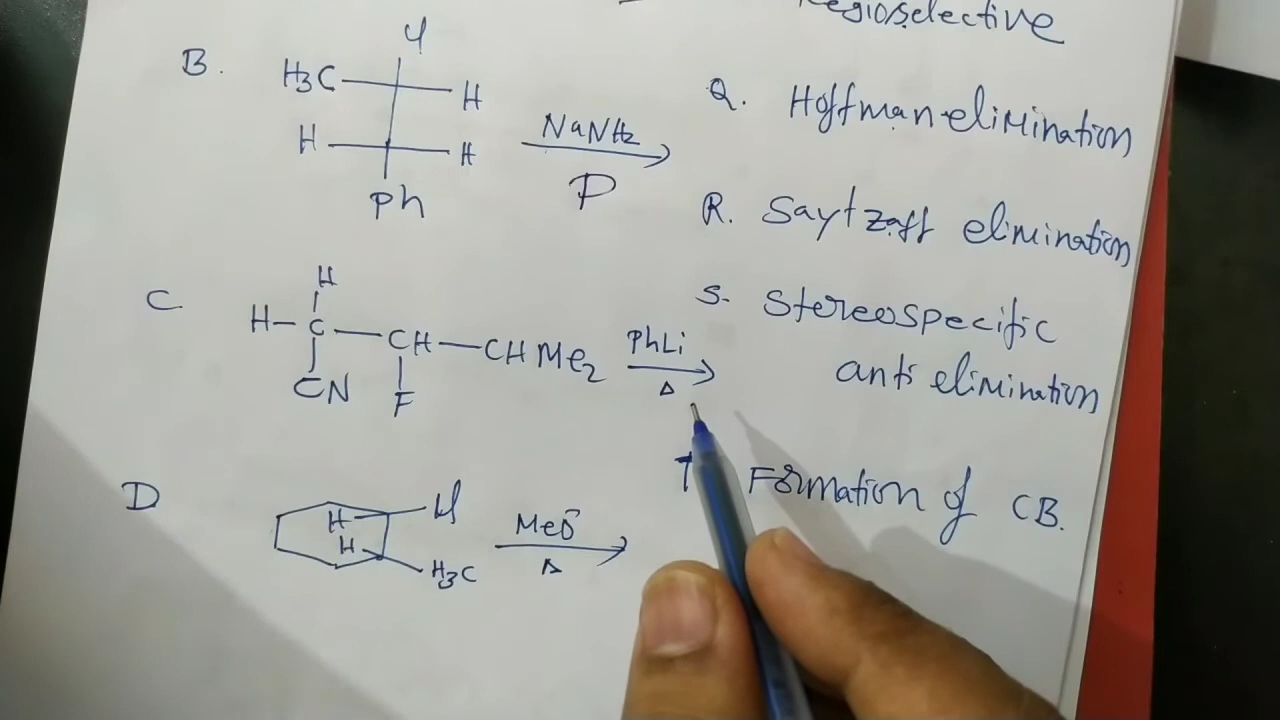 Regioselective
B.
Cl
H3C H
H H
Ph
NaNH2
P
Q. Hoffman elimination
R. Saytzaff elimination
C
H
H-C-CH-CHMe2
CN F
PhLi
Δ
S. Stereospecific
anti elimination
D
H Cl
H H3C
MeO-
Δ
T Formation of CB.